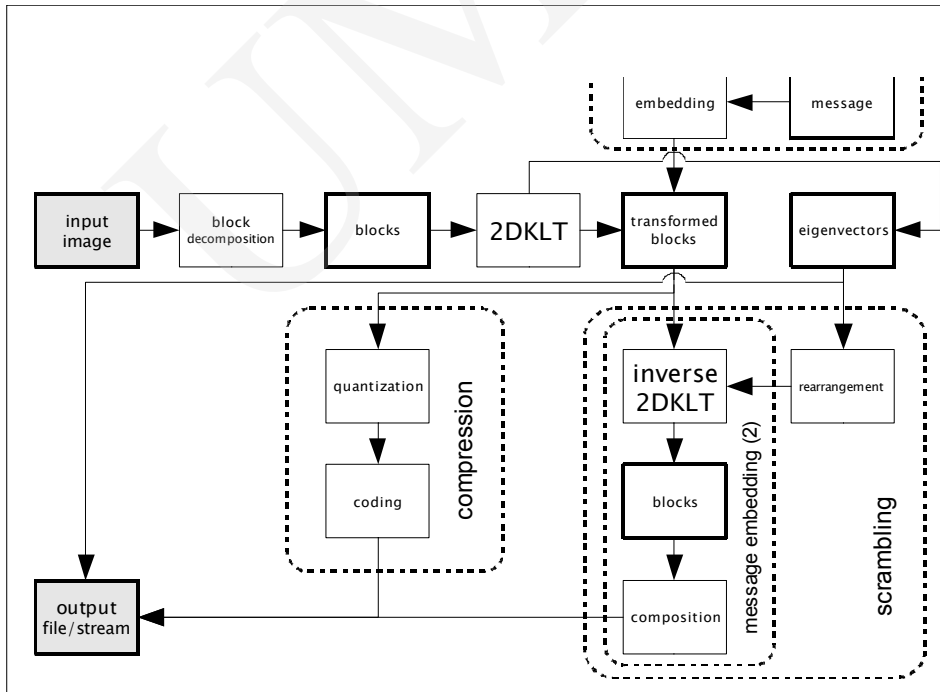 embedding
message
input
image
block
decomposition
blocks
2DKLT
transformed
blocks
eigenvectors
quantization
inverse
2DKLT
rearrangement
compression
message embedding (2)
scrambling
coding
blocks
output
file/stream
composition
UM